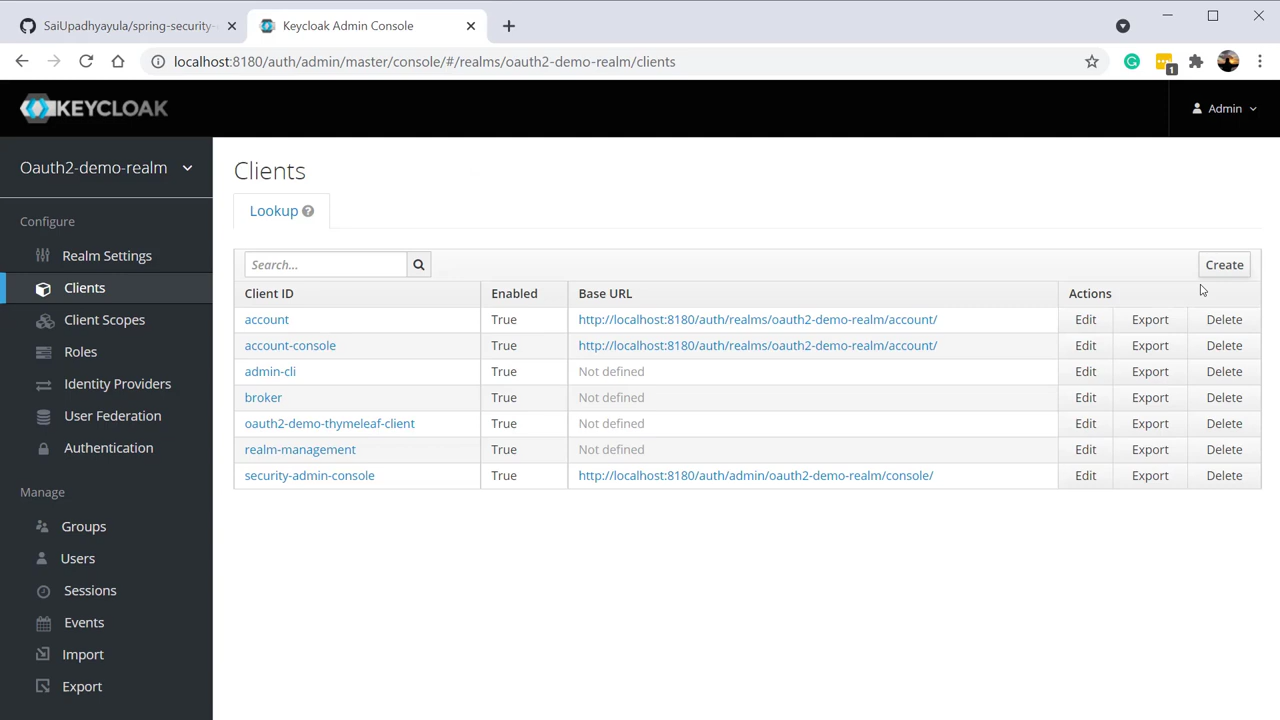 SaiUpadhyayula/spring-security-
Keycloak Admin Console
localhost:8180/auth/admin/master/console/#/realms/oauth2-demo-realm/clients
1
KEYCLOAK
Admin
Oauth2-demo-realm
Configure
Realm Settings
Clients
Client Scopes
Roles
Identity Providers
User Federation
Authentication
Manage
Groups
Users
Sessions
Events
Import
Export
Clients
Lookup ?
Search...
Create
Client ID Enabled Base URL Actions
account True http://localhost:8180/auth/realms/oauth2-demo-realm/account/ Edit Export Delete
account-console True http://localhost:8180/auth/realms/oauth2-demo-realm/account/ Edit Export Delete
admin-cli True Not defined Edit Export Delete
broker True Not defined Edit Export Delete
oauth2-demo-thymeleaf-client True Not defined Edit Export Delete
realm-management True Not defined Edit Export Delete
security-admin-console True http://localhost:8180/auth/admin/oauth2-demo-realm/console/ Edit Export Delete